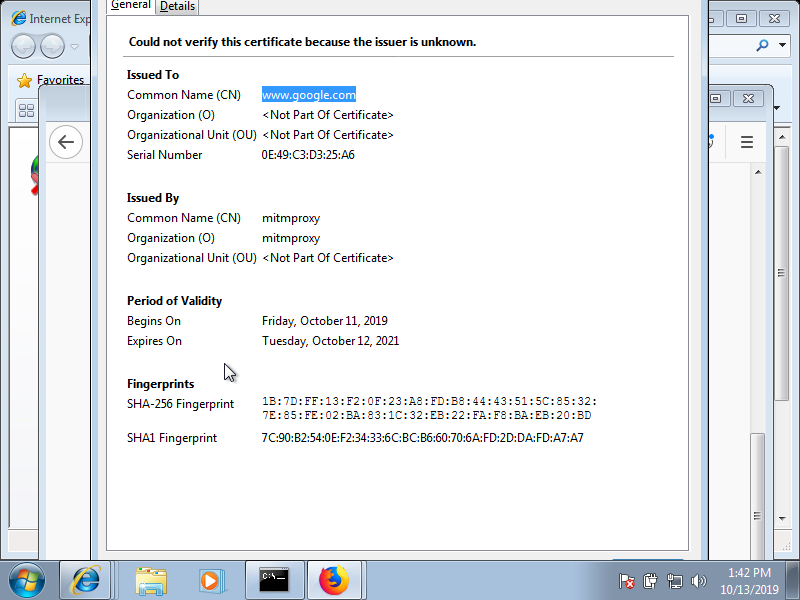 Internet Exp
General Details
Could not verify this certificate because the issuer is unknown.
Favorites
Issued To
Common Name (CN) www.google.com
Organization (O) <Not Part Of Certificate>
Organizational Unit (OU) <Not Part Of Certificate>
Serial Number 0E:49:C3:D3:25:A6
Issued By
Common Name (CN) mitmproxy
Organization (O) mitmproxy
Organizational Unit (OU) <Not Part Of Certificate>
Period of Validity
Begins On Friday, October 11, 2019
Expires On Tuesday, October 12, 2021
Fingerprints
SHA-256 Fingerprint 1B:7D:FF:13:F2:0F:23:A8:FD:B8:44:43:51:5C:85:32:
7E:85:FE:02:BA:83:1C:32:EB:22:FA:F8:BA:EB:20:BD
SHA1 Fingerprint 7C:90:B2:54:0E:F2:34:33:6C:BC:B6:60:70:6A:FD:2D:DA:FD:A7:A7
C:\
1:42 PM
10/13/2019